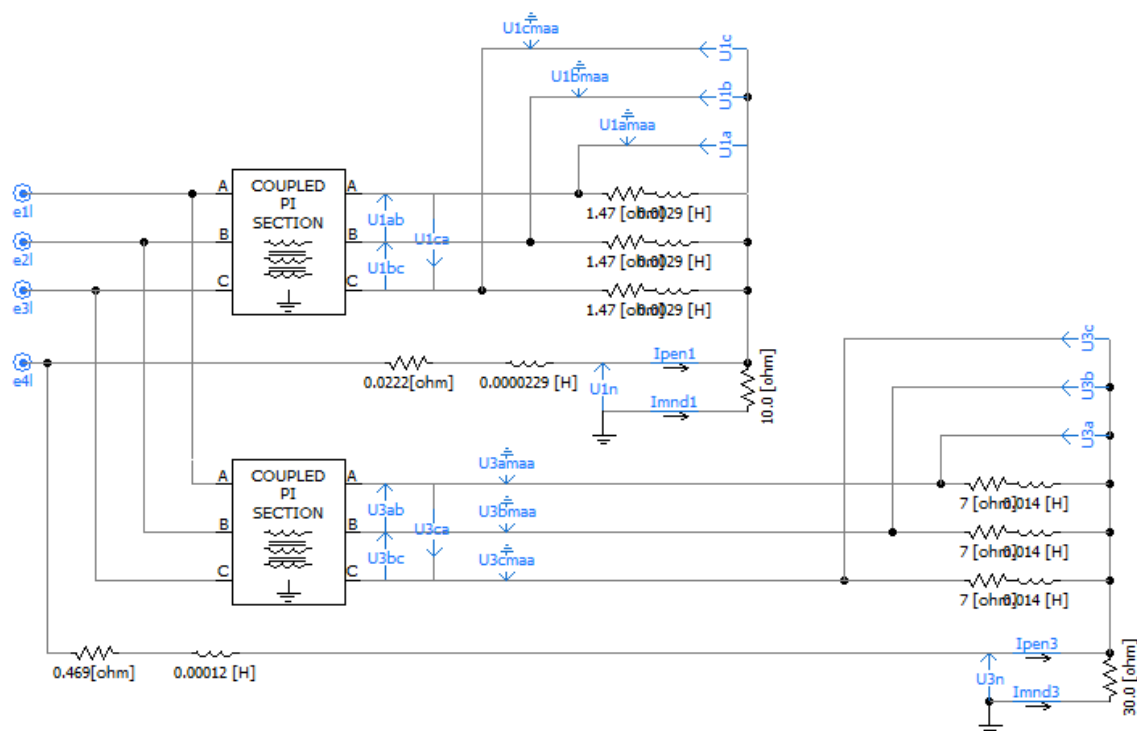 U1cmaa
U1c
U1bmaa
U1b
U1amaa
U1a
e1l
e2l
e3l
e4l
A
B
C
COUPLED
PI
SECTION
A
B
C
U1ab
U1bc
U1ca
1.47 [ohm]
0.0029 [H]
1.47 [ohm]
0.0029 [H]
1.47 [ohm]
0.0029 [H]
0.0222[ohm]
0.0000229 [H]
U1n
Ipen1
Imnd1
10.0 [ohm]
U3c
U3b
U3a
A
B
C
COUPLED
PI
SECTION
A
B
C
U3ab
U3bc
U3ca
U3amaa
U3bmaa
U3cmaa
7 [ohm]
0.014 [H]
7 [ohm]
0.014 [H]
7 [ohm]
0.014 [H]
0.469[ohm]
0.00012 [H]
U3n
Ipen3
Imnd3
30.0 [ohm]